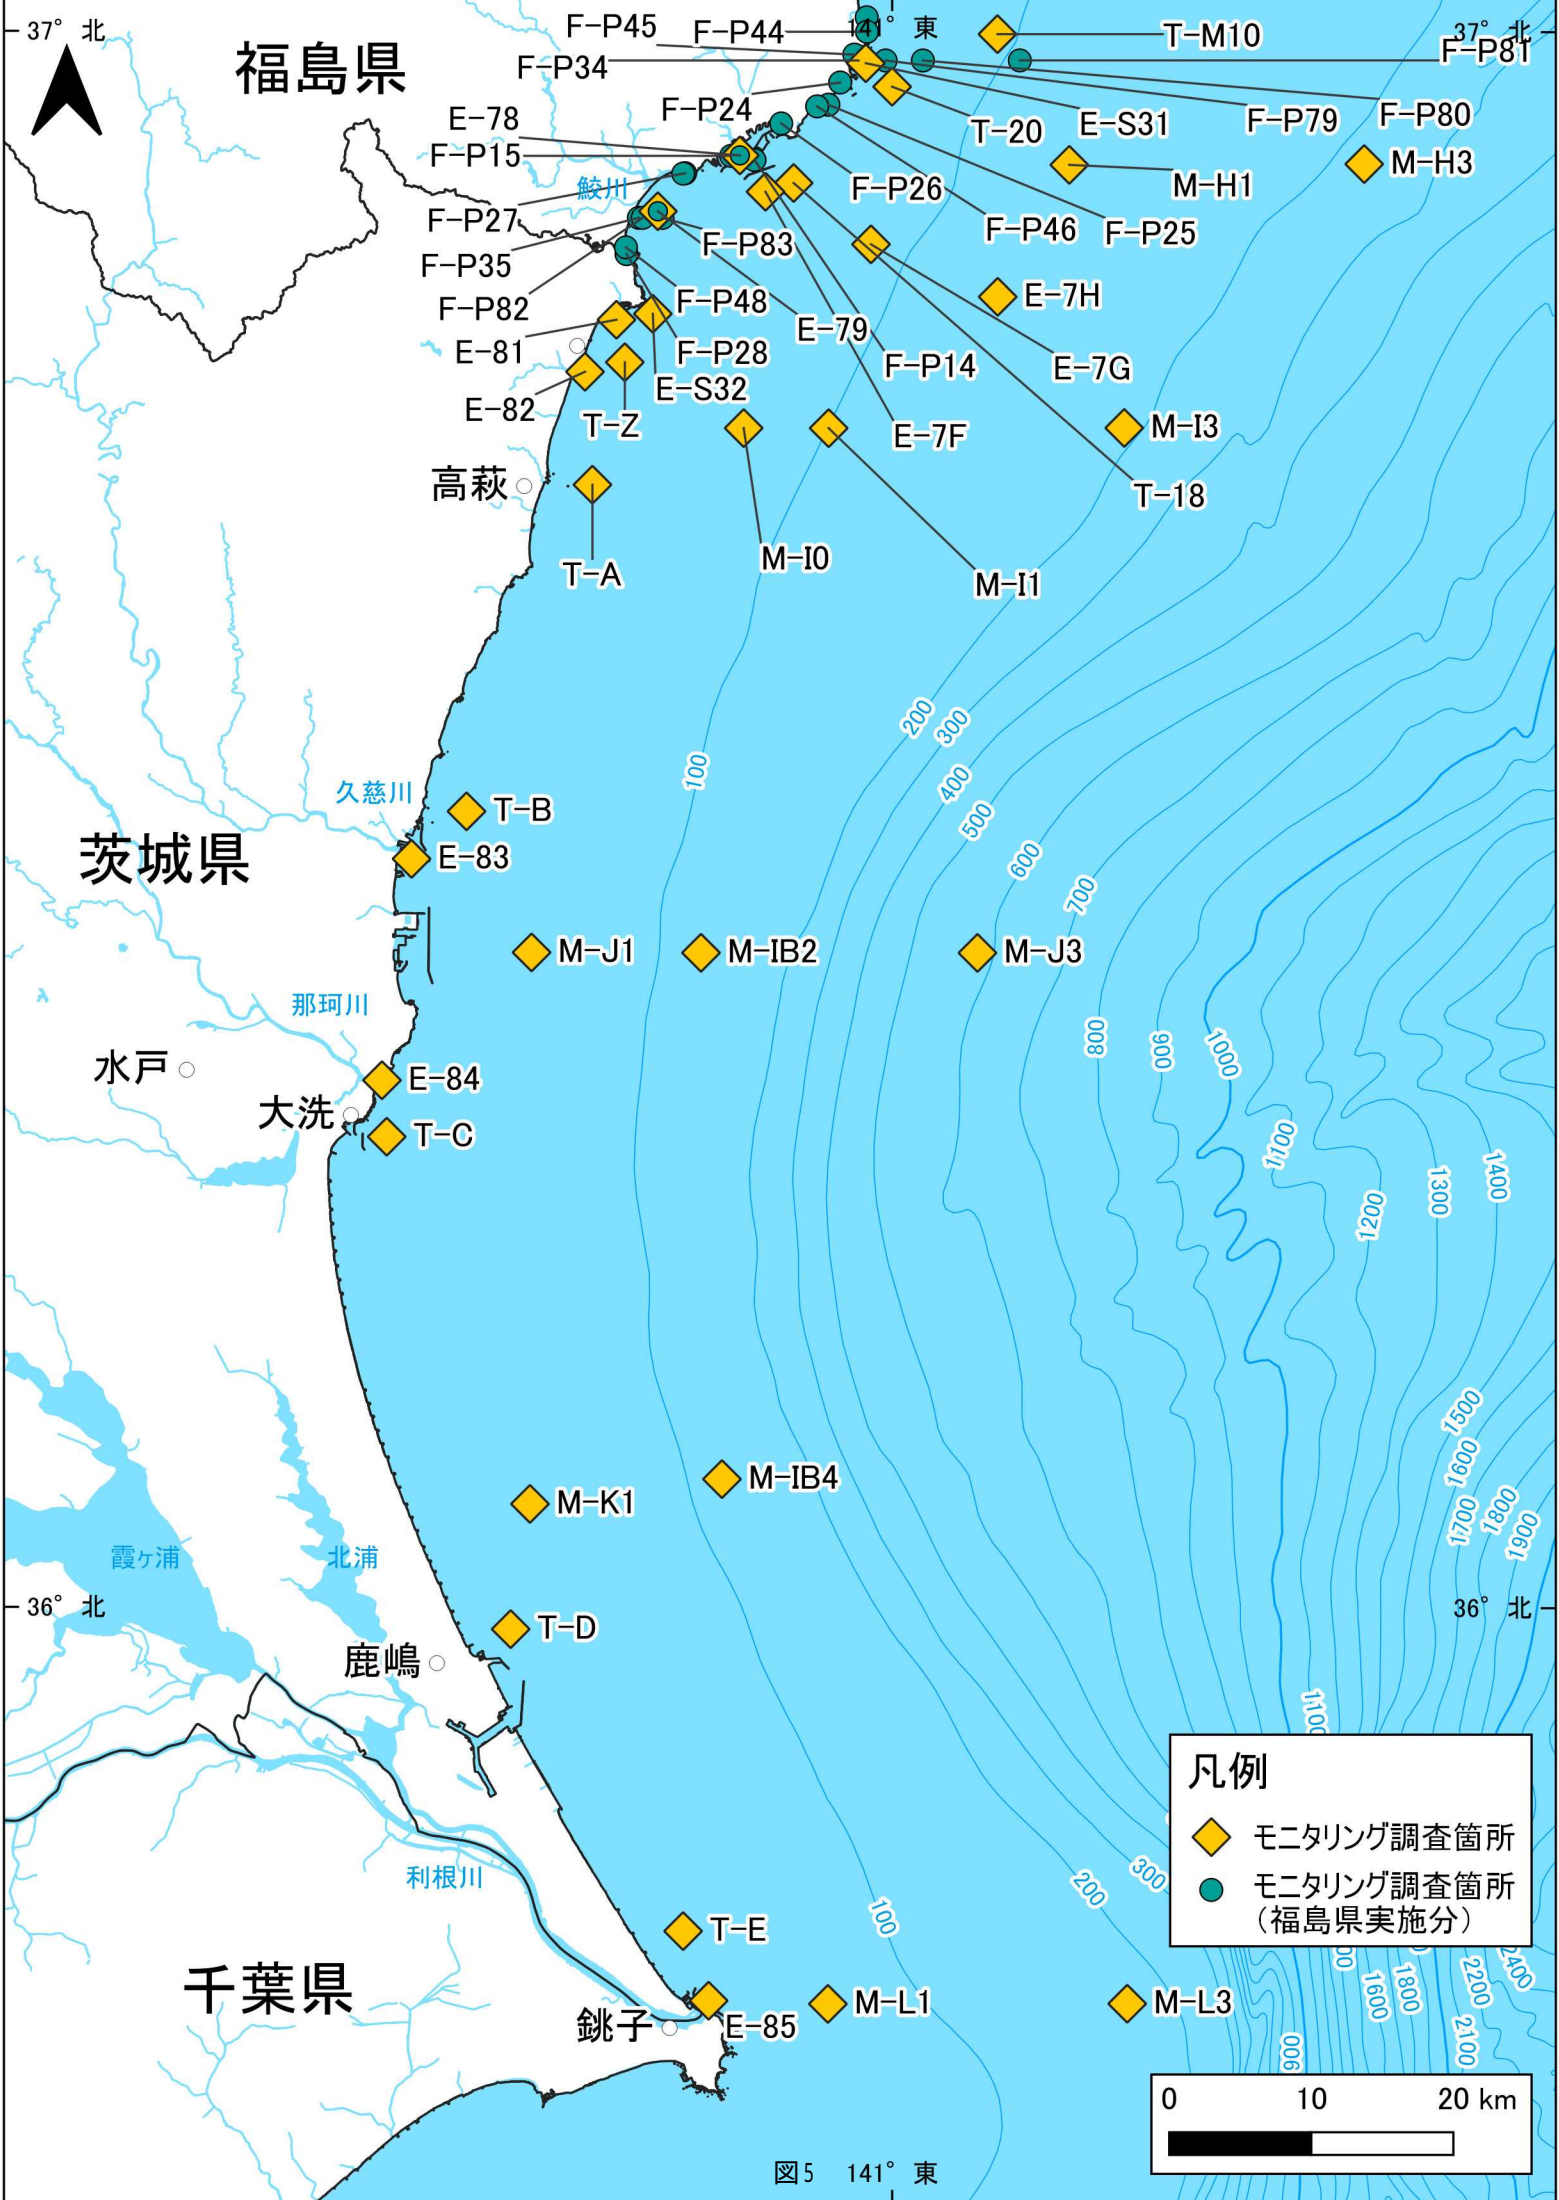 37° 北
141° 東
37° 北
福島県
F-P45
F-P44
T-M10
F-P81
F-P34
F-P24
E-78
F-P15
T-20
E-S31
F-P79
F-P80
M-H3
M-H1
鮫川
F-P26
F-P27
F-P46
F-P25
F-P83
F-P35
F-P82
F-P48
E-7H
E-79
E-81
F-P28
F-P14
E-7G
E-S32
E-82
T-Z
E-7F
M-I3
高萩
T-18
T-A
M-I0
M-I1
200
300
100
400
500
久慈川
T-B
茨城県
E-83
600
700
M-J1
M-IB2
M-J3
那珂川
800
900
1000
水戸
E-84
大洗
T-C
1100
1200
1300
1400
1500
1600
1700
1800
1900
M-IB4
M-K1
霞ヶ浦
北浦
36° 北
36° 北
T-D
鹿嶋
1100
凡例
モニタリング調査箇所
モニタリング調査箇所
（福島県実施分）
利根川
100
200
300
T-E
千葉県
銚子
E-85
M-L1
M-L3
1600
1800
2200
2400
2100
900
0 10 20 km
図5 141° 東